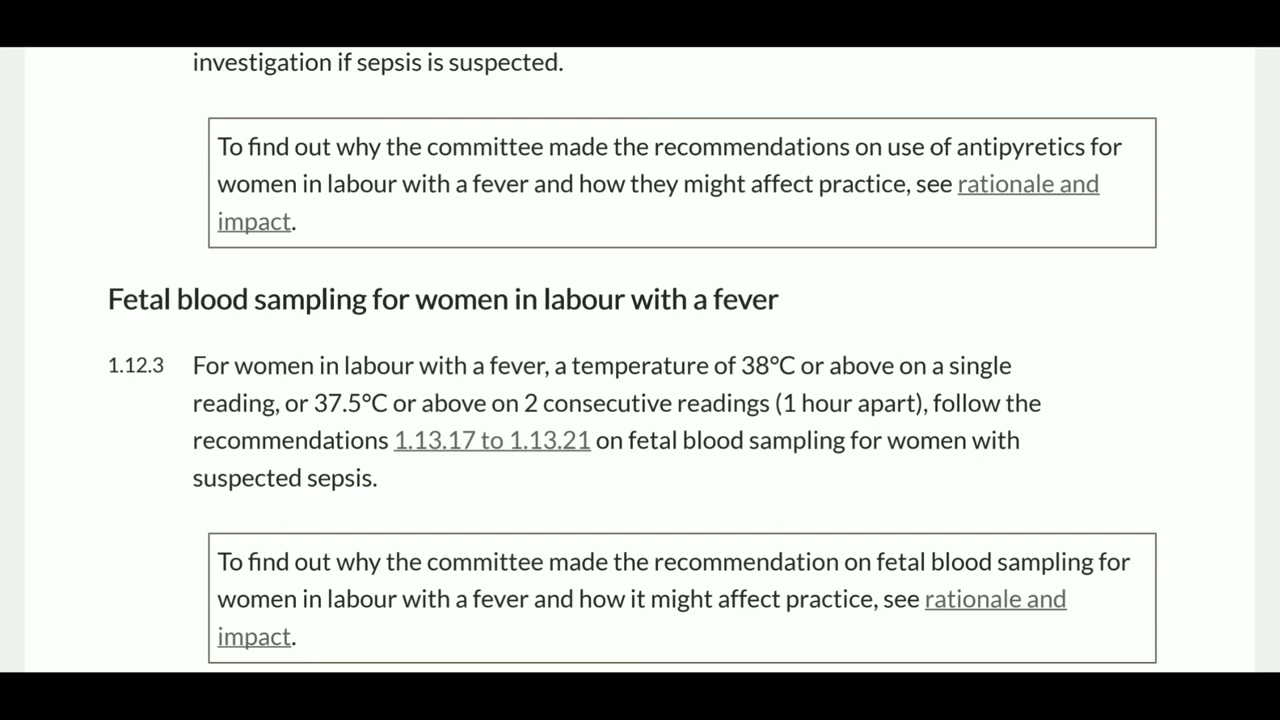 investigation if sepsis is suspected.
To find out why the committee made the recommendations on use of antipyretics for
women in labour with a fever and how they might affect practice, see rationale and
impact.
Fetal blood sampling for women in labour with a fever
1.12.3 For women in labour with a fever, a temperature of 38°C or above on a single
reading, or 37.5°C or above on 2 consecutive readings (1 hour apart), follow the
recommendations 1.13.17 to 1.13.21 on fetal blood sampling for women with
suspected sepsis.
To find out why the committee made the recommendation on fetal blood sampling for
women in labour with a fever and how it might affect practice, see rationale and
impact.